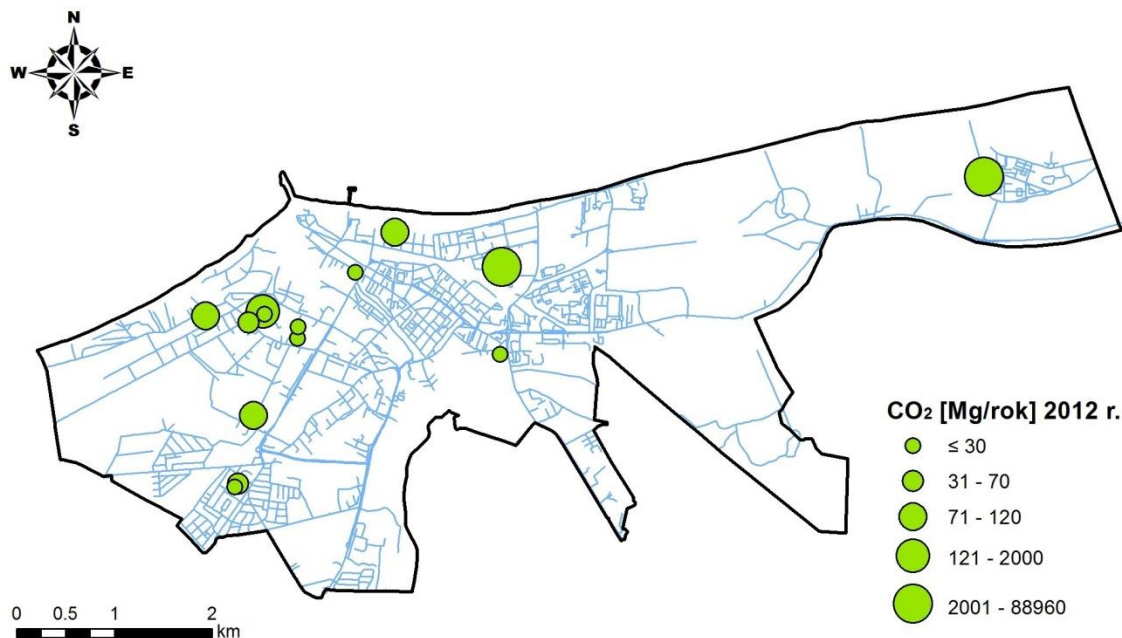 N
W E
S
CO₂ [Mg/rok] 2012 r.
≤ 30
31 - 70
71 - 120
121 - 2000
2001 - 88960
0 0.5 1 2
km